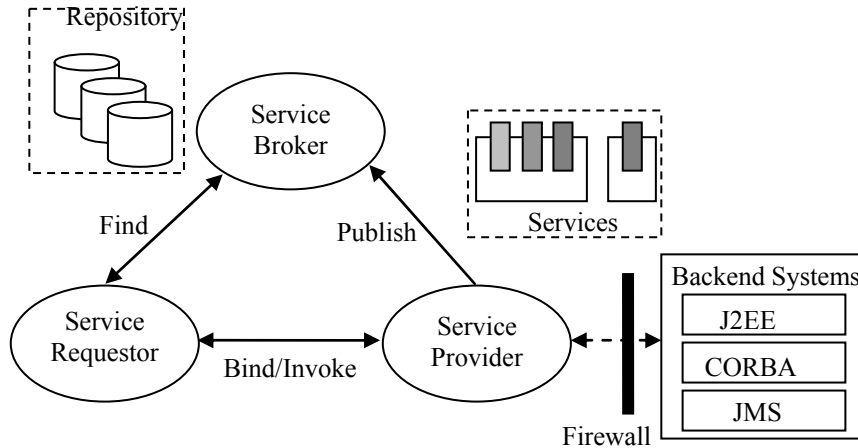 Repository
Service
Broker
Services
Find
Publish
Backend Systems
J2EE
CORBA
JMS
Service
Requestor
Bind/Invoke
Service
Provider
Firewall